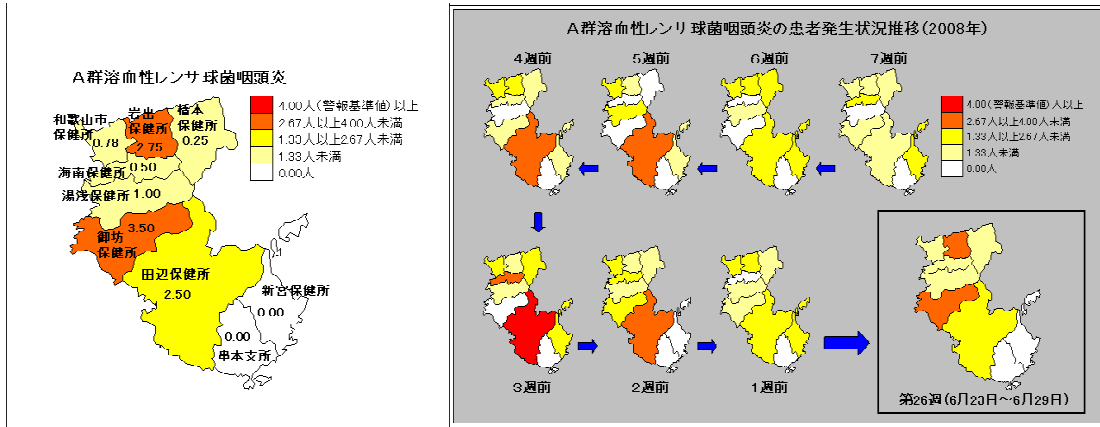 A群溶血性レンサ球菌咽頭炎
4.00人(警報基準値)以上
2.67人以上4.00人未満
1.33人以上2.67人未満
1.33人未満
0.00人
和歌山市
保健所
0.78
岩出
保健所
2.75
橋本
保健所
0.25
海南保健所
0.50
湯浅保健所
1.00
3.50
御坊
保健所
田辺保健所
2.50
新宮保健所
0.00
0.00
串本支所
A群溶血性レンサ球菌咽頭炎の患者発生状況推移(2008年)
4週前
5週前
6週前
7週前
4.00(警報基準値)人以上
2.67人以上4.00人未満
1.33人以上2.67人未満
1.33人未満
0.00人
3週前
2週前
1週前
第26週(6月23日～6月29日)